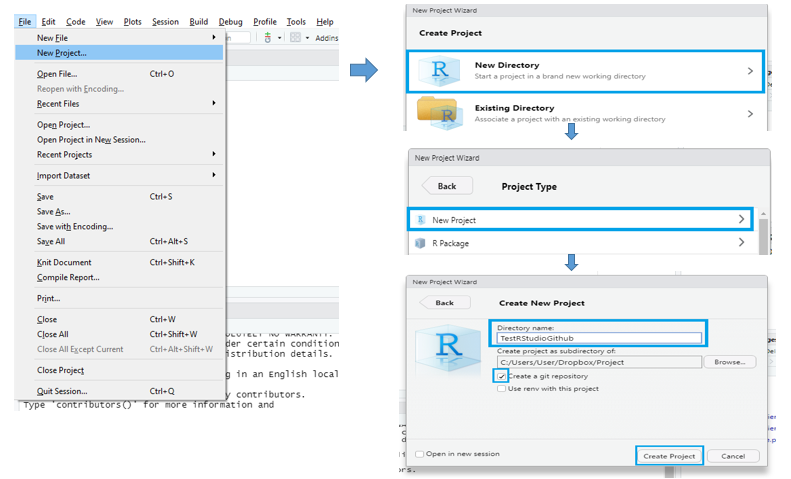 File Edit Code View Plots Session Build Debug Profile Tools Help
Addins
New File
New Project...
Open File... Ctrl+O
Reopen with Encoding...
Recent Files
Open Project...
Open Project in New Session...
Recent Projects
Import Dataset
Save Ctrl+S
Save As...
Save with Encoding...
Save All Ctrl+Alt+S
Knit Document Ctrl+Shift+K
Compile Report...
Print...
Close Ctrl+W
Close All Ctrl+Shift+W
Close All Except Current Ctrl+Alt+Shift+W
Close Project
Quit Session... Ctrl+Q
NO WARRANTY.
der certain condition
stribution details.
g in an English local
y contributors.
Type 'contributors()' for more information and
New Project Wizard
Create Project
R
New Directory
Start a project in a brand new working directory
R
Existing Directory
Associate a project with an existing working directory
New Project Wizard
Back Project Type
R New Project
R Package
New Project Wizard
Back Create New Project
R
Directory name:
TestRStudioGithub
Create project as subdirectory of:
C:/Users/User/Dropbox/Project Browse...
Create a git repository
Use renv with this project
Open in new session Create Project Cancel